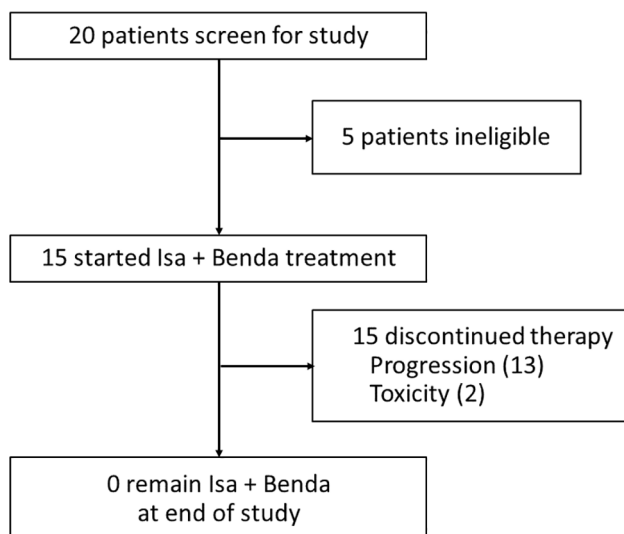 20 patients screen for study
5 patients ineligible
15 started Isa + Benda treatment
15 discontinued therapy
Progression (13)
Toxicity (2)
0 remain Isa + Benda
at end of study